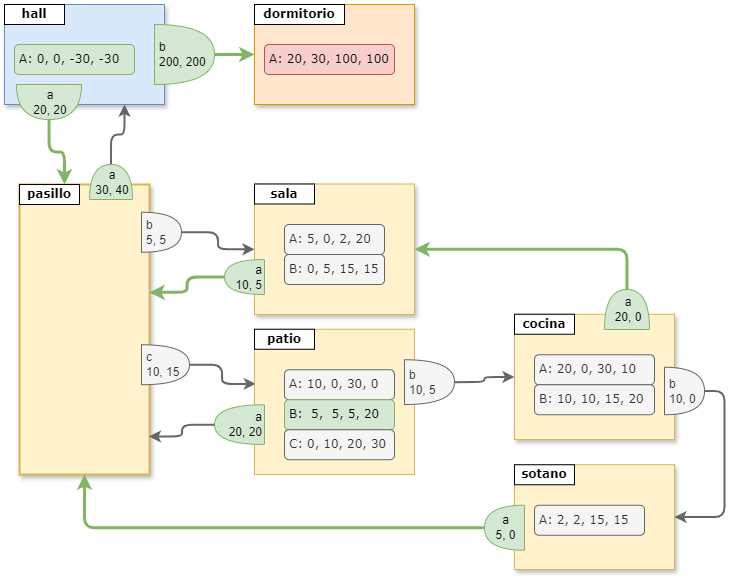 hall
A: 0, 0, -30, -30
b
200, 200
a
20, 20
dormitorio
A: 20, 30, 100, 100
pasillo
a
30, 40
b
5, 5
c
10, 15
sala
A: 5, 0, 2, 20
B: 0, 5, 15, 15
a
10, 5
patio
A: 10, 0, 30, 0
B: 5, 5, 5, 20
C: 0, 10, 20, 30
a
20, 20
b
10, 5
cocina
a
20, 0
A: 20, 0, 30, 10
B: 10, 10, 15, 20
b
10, 0
sotano
A: 2, 2, 15, 15
a
5, 0